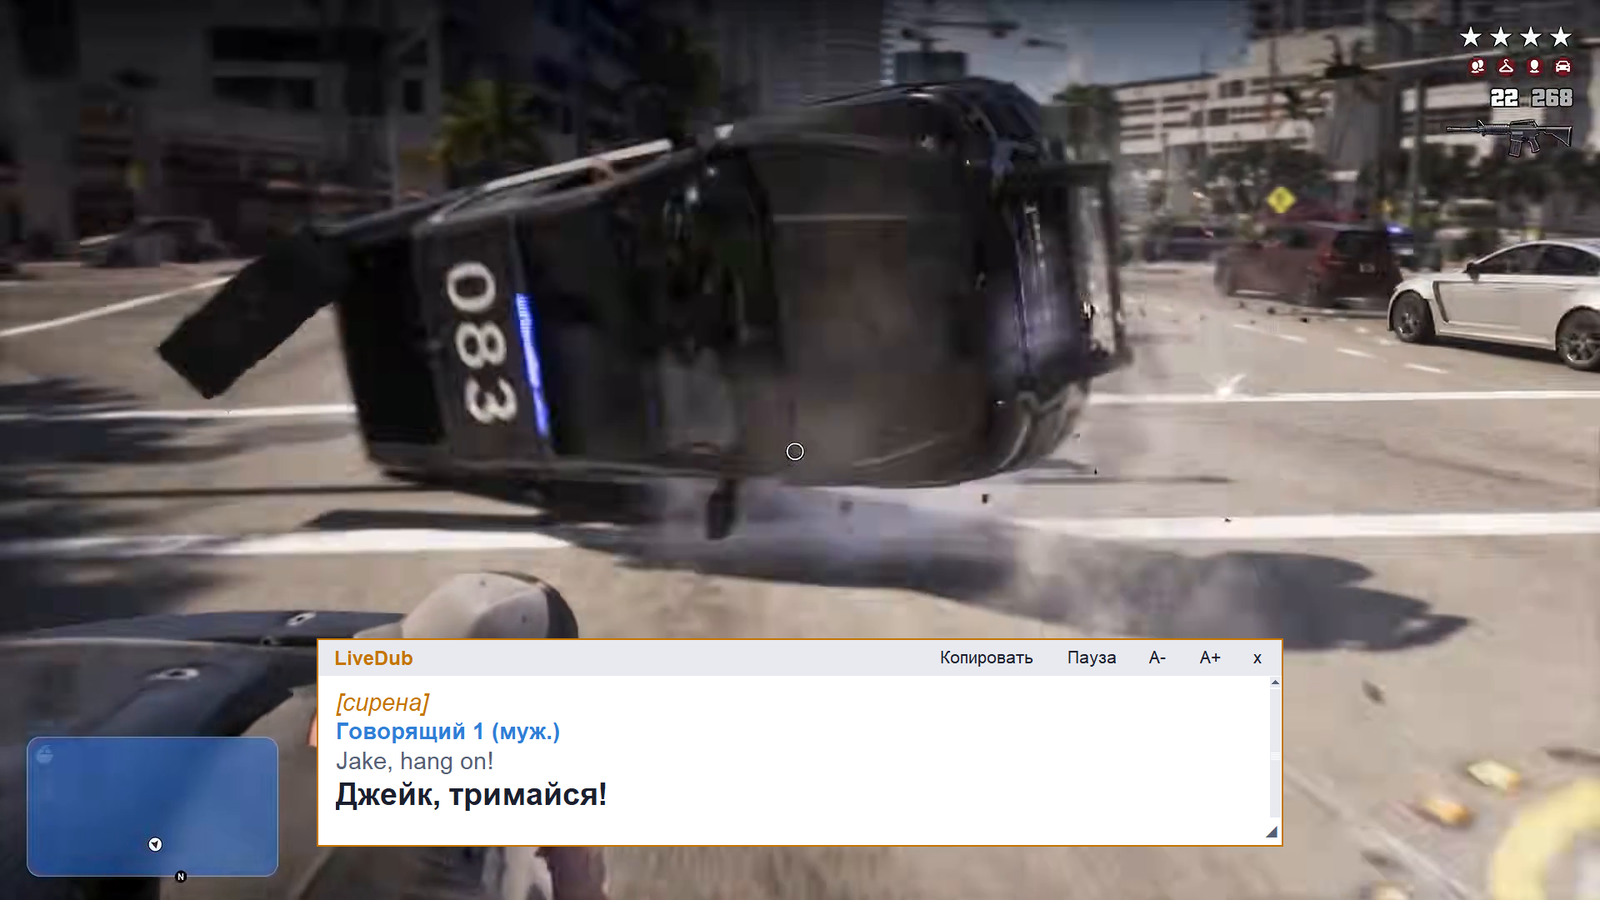 22 268
083
LiveDub Копировать Пауза A- A+ x
[сирена]
Говорящий 1 (муж.)
Jake, hang on!
Джейк, тримайся!
N